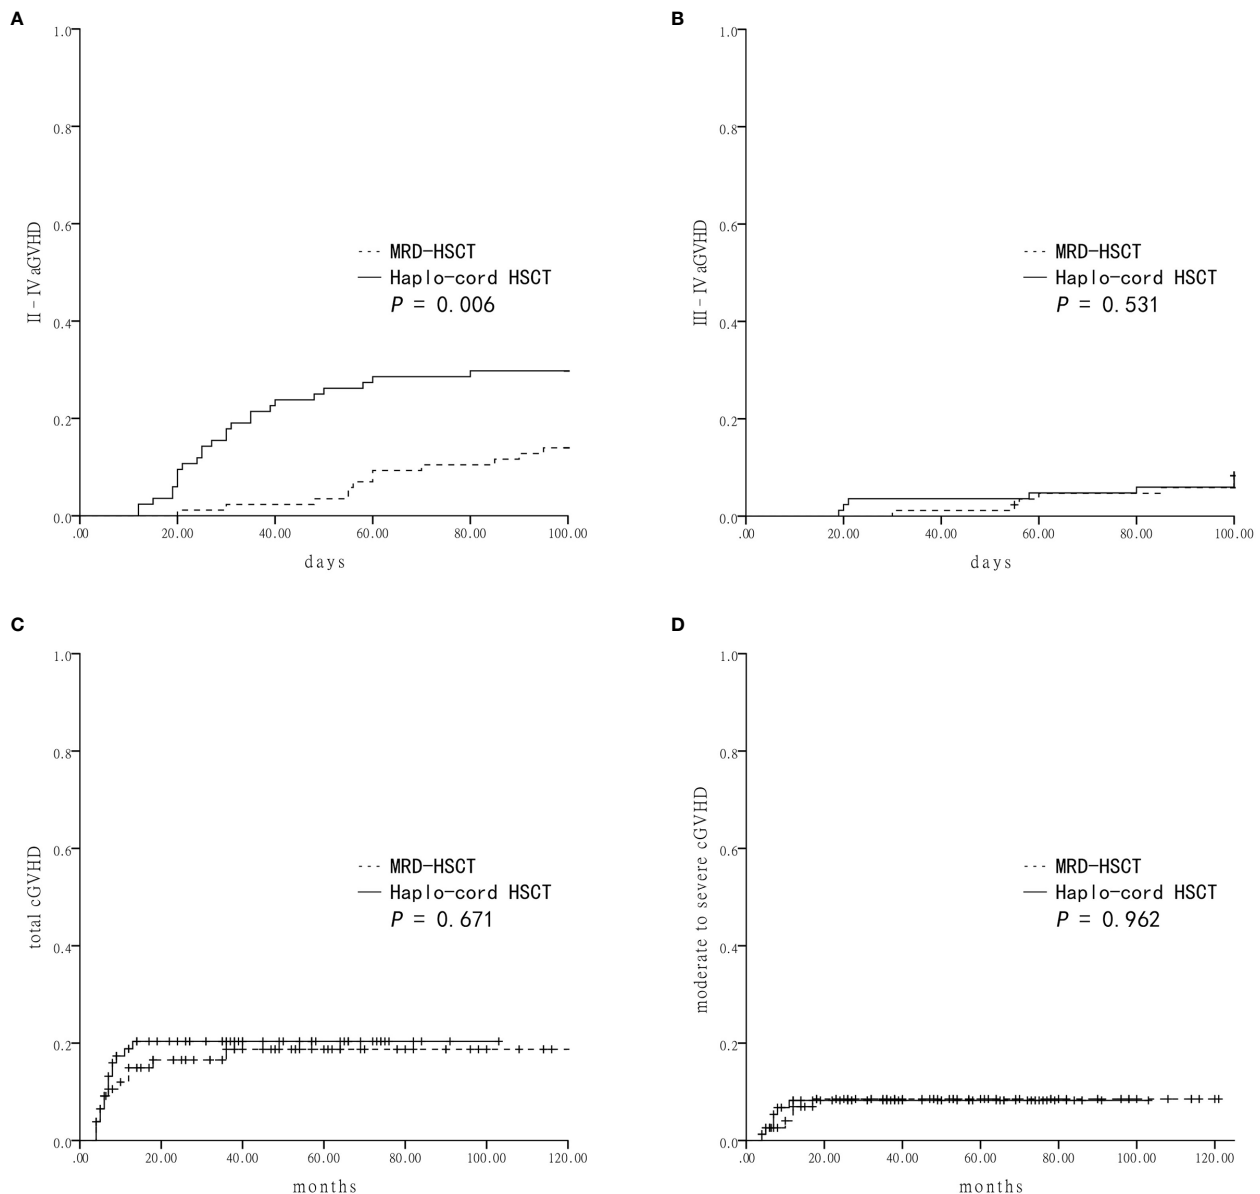 A
1.0
0.8
0.6
0.4
0.2
0.0
II–IV aGVHD
MRD-HSCT
Haplo-cord HSCT
P = 0.006
.00 20.00 40.00 60.00 80.00 100.00
days
B
1.0
0.8
0.6
0.4
0.2
0.0
III–IV aGVHD
MRD-HSCT
Haplo-cord HSCT
P = 0.531
.00 20.00 40.00 60.00 80.00 100.00
days
C
1.0
0.8
0.6
0.4
0.2
0.0
total cGVHD
MRD-HSCT
Haplo-cord HSCT
P = 0.671
.00 20.00 40.00 60.00 80.00 100.00 120.00
months
D
1.0
0.8
0.6
0.4
0.2
0.0
moderate to severe cGVHD
MRD-HSCT
Haplo-cord HSCT
P = 0.962
.00 20.00 40.00 60.00 80.00 100.00 120.00
months